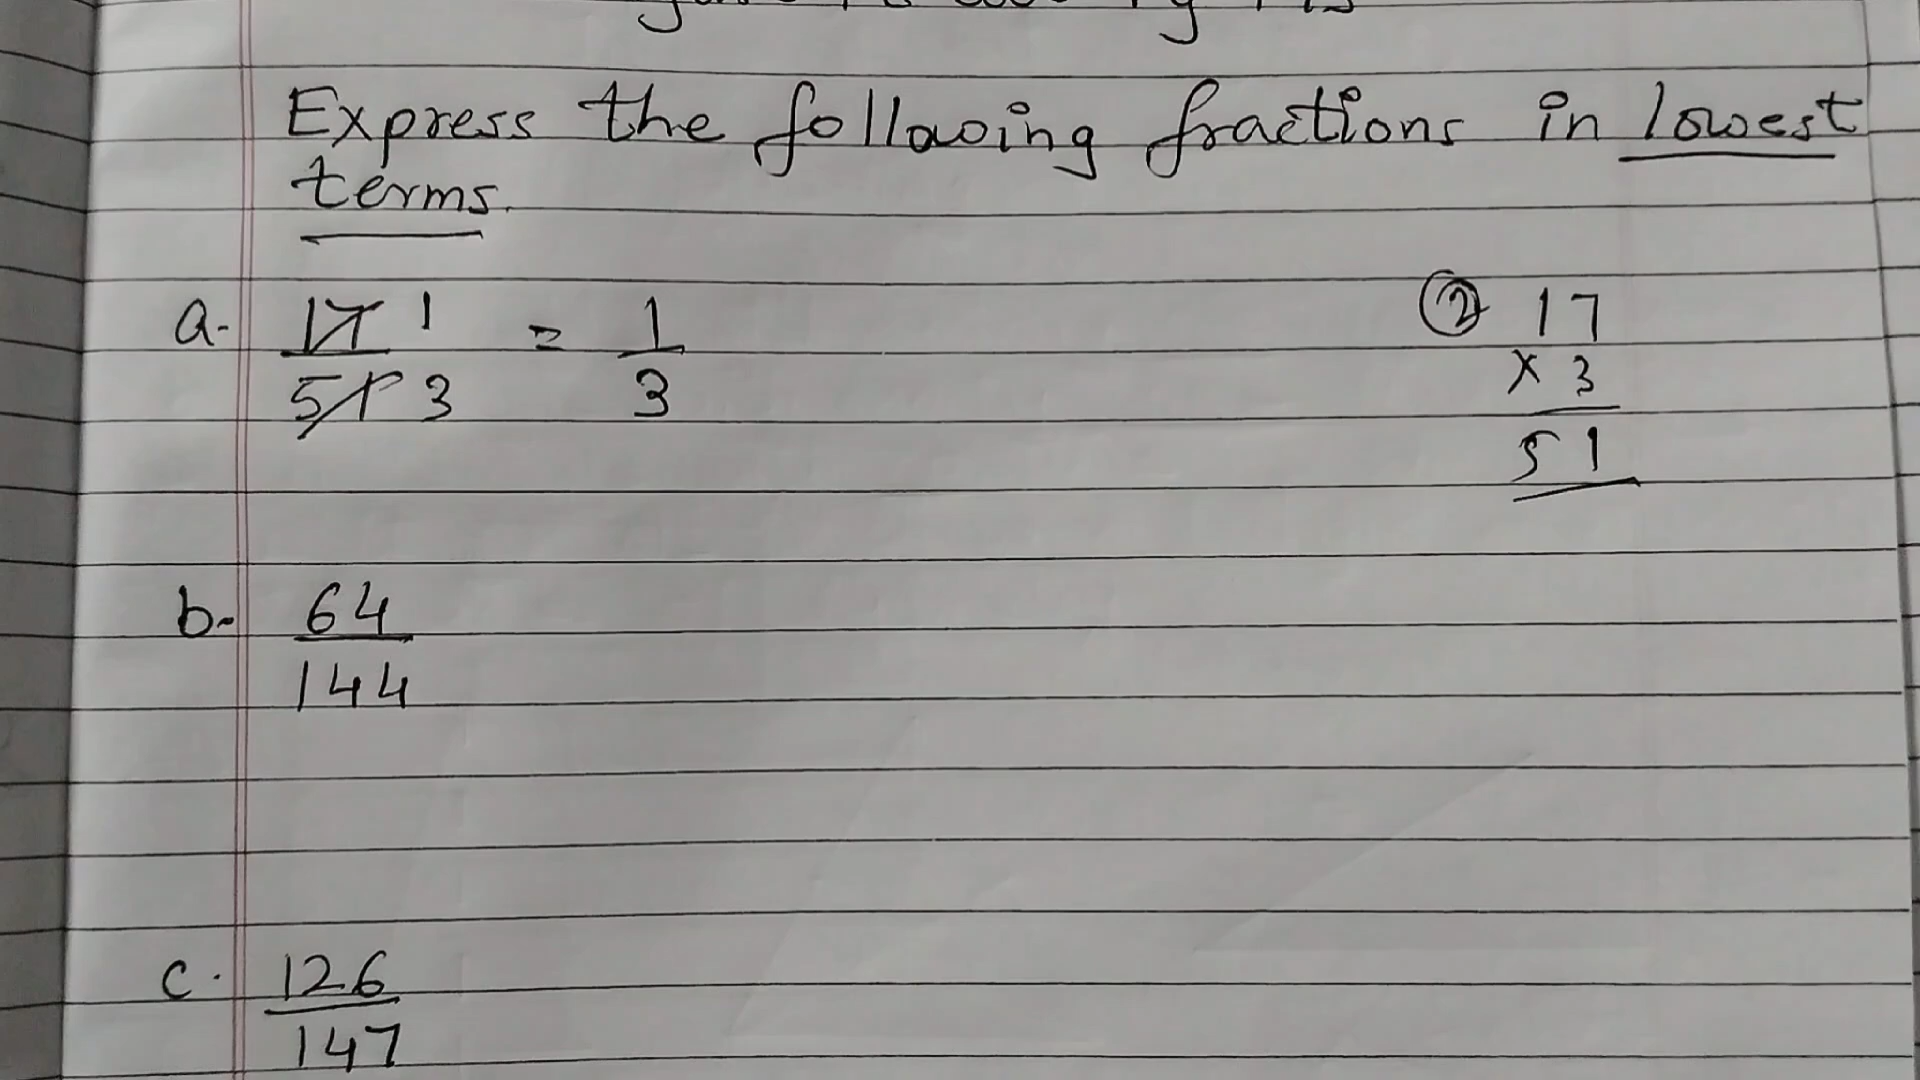 Express the following fractions in lowest
terms.
a. 17 1 = 1
51 3 3
2 17
x 3
51
b. 64
144
c. 126
147